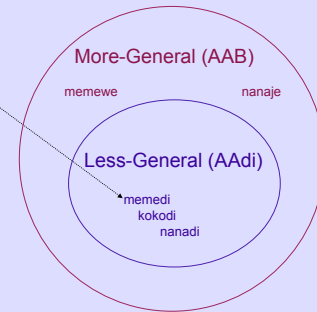 More-General (AAB)
memewe nanaje
Less-General (AAdi)
memedi
kokodi
nanadi